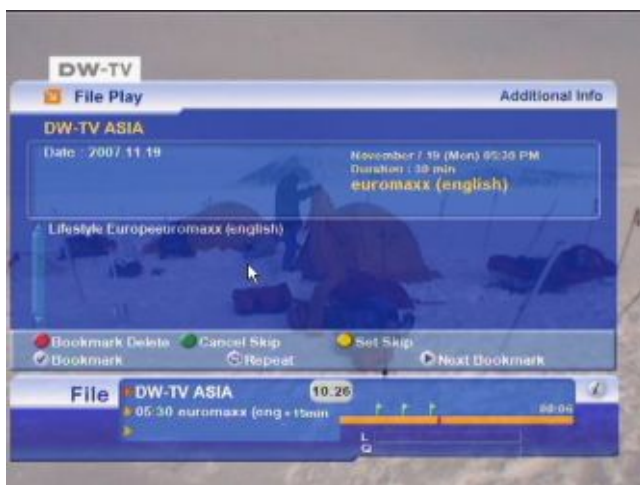 DW-TV
File Play
Additional Info
DW-TV ASIA
Date : 2007.11.19
November / 19 (Mon) 05:30 PM
Duration : 30 min
euromaxx (english)
Lifestyle Europeeuromaxx (english)
Bookmark Delete Cancel Skip Set Skip
Bookmark Repeat Next Bookmark
File
DW-TV ASIA
10.26
05:30 euromaxx (eng +15min
00:06
L